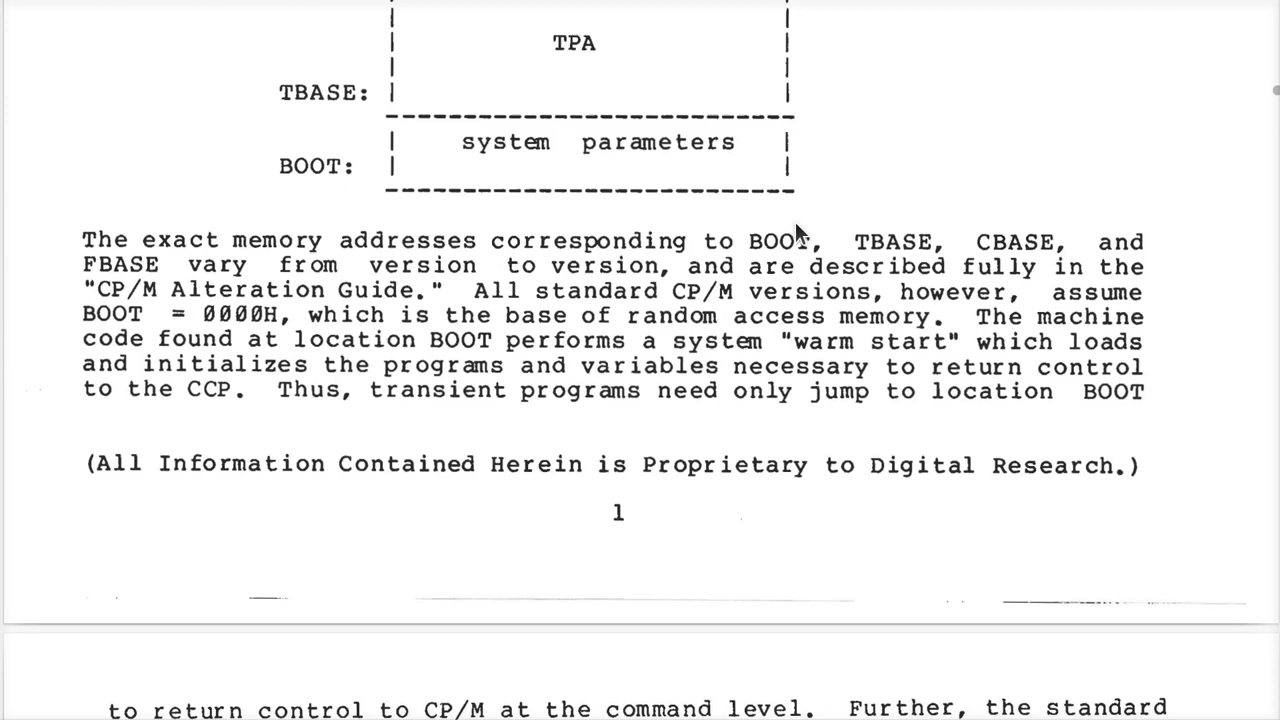 TPA
TBASE:
system parameters
BOOT:
The exact memory addresses corresponding to BOOT, TBASE, CBASE, and
FBASE vary from version to version, and are described fully in the
"CP/M Alteration Guide." All standard CP/M versions, however, assume
BOOT = 0000H, which is the base of random access memory. The machine
code found at location BOOT performs a system "warm start" which loads
and initializes the programs and variables necessary to return control
to the CCP. Thus, transient programs need only jump to location BOOT
(All Information Contained Herein is Proprietary to Digital Research.)
1
to return control to CP/M at the command level. Further, the standard